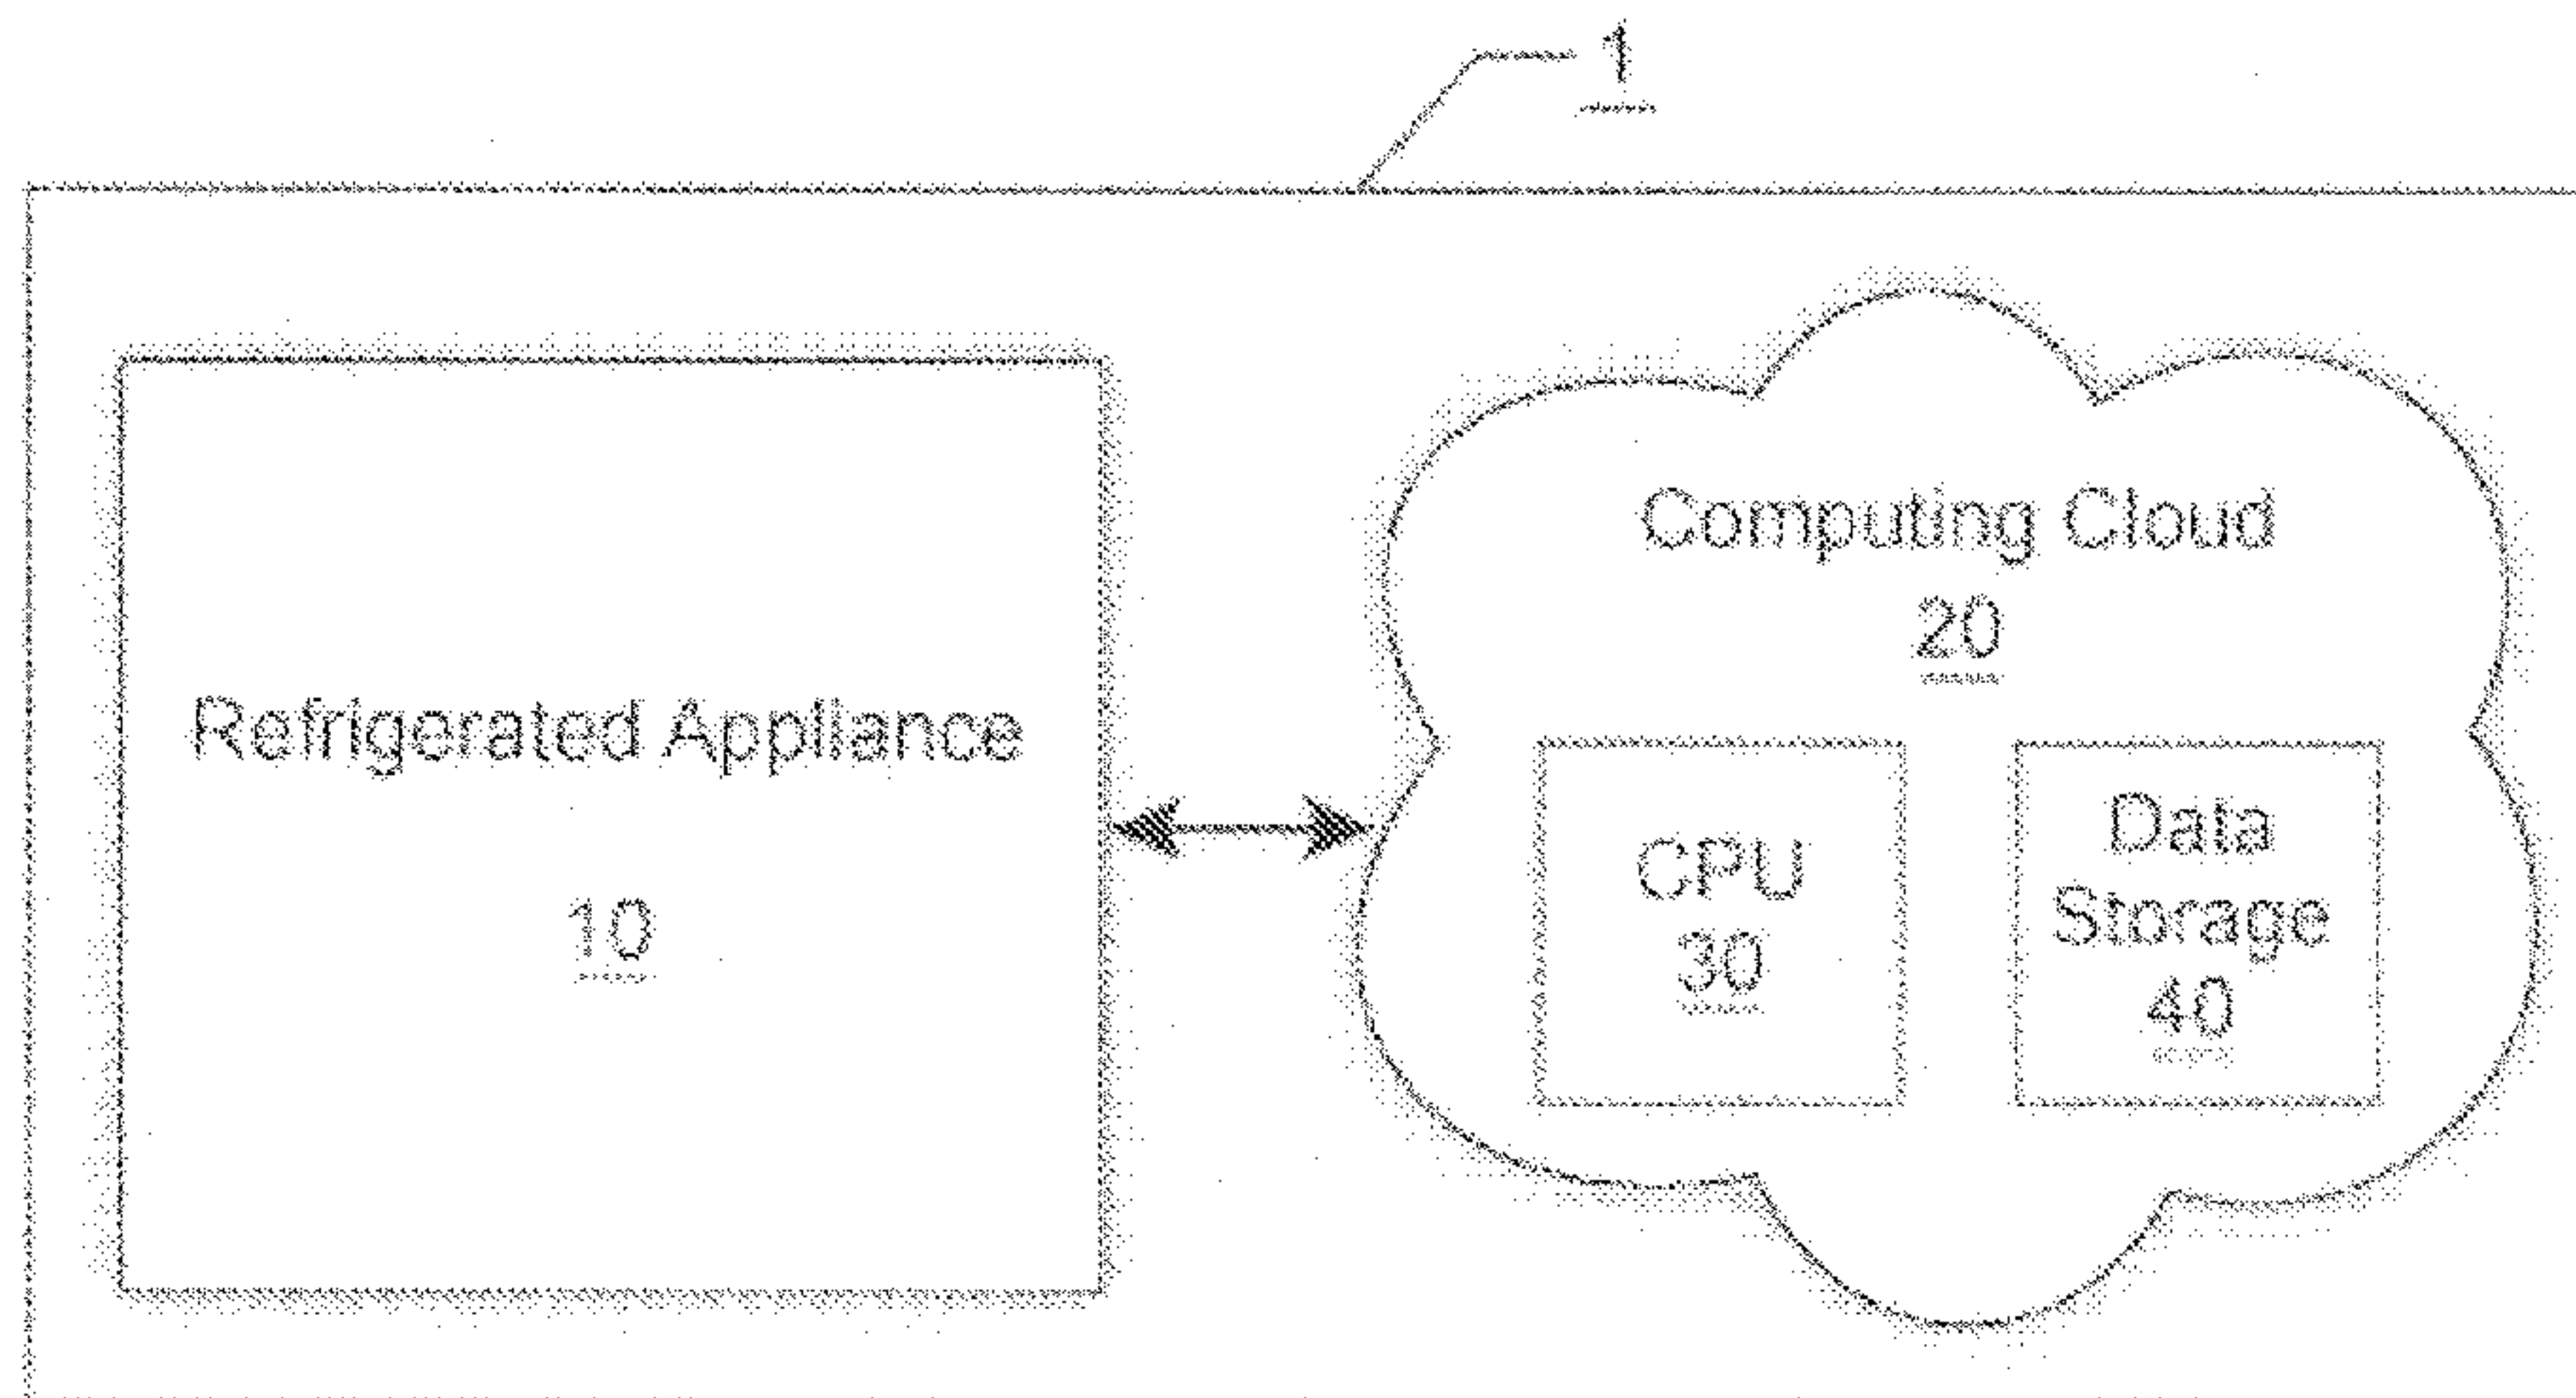 1
Computing Cloud
20
Refrigerated Appliance
10
CPU
30
Data
Storage
40